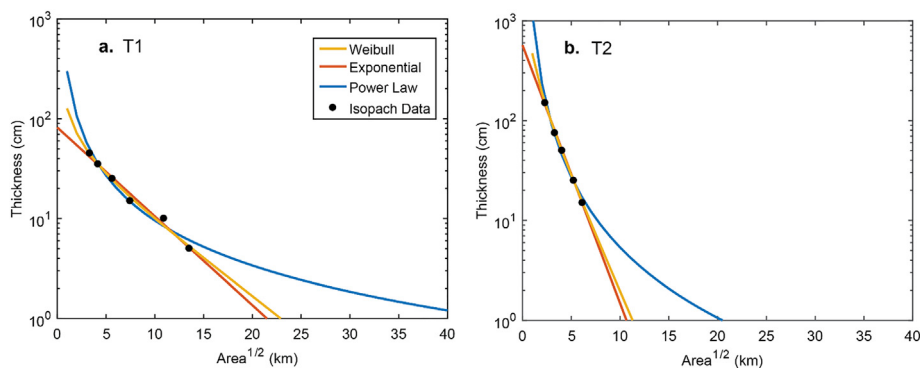 a. T1
Weibull
Exponential
Power Law
Isopach Data
Thickness (cm)
10³
10²
10¹
10⁰
0 5 10 15 20 25 30 35 40
Area^1/2 (km)
b. T2
Thickness (cm)
10³
10²
10¹
10⁰
0 5 10 15 20 25 30 35 40
Area^1/2 (km)